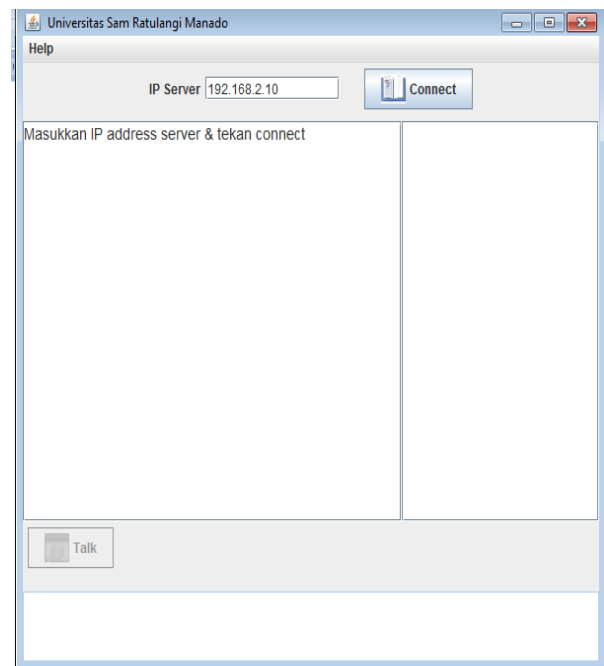 Universitas Sam Ratulangi Manado
Help
IP Server 192.168.2.10 Connect
Masukkan IP address server & tekan connect
Talk